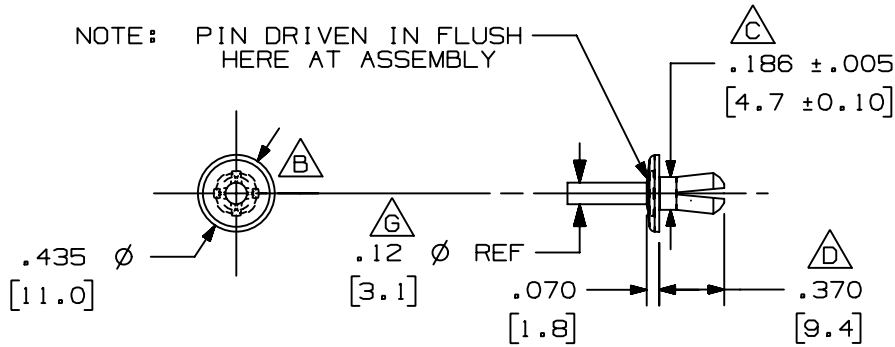 NOTE: PIN DRIVEN IN FLUSH
HERE AT ASSEMBLY
C
.186 ±.005
[4.7 ±0.10]
B
G
D
.435 Ø
[11.0]
.12 Ø REF
[3.1]
.070
[1.8]
.370
[9.4]